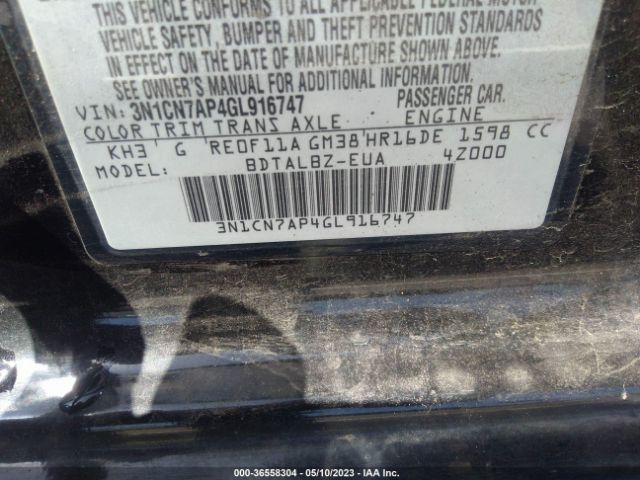 THIS VEHICLE CONFORMS TO ALL APPLICABLE FEDERAL MOTOR
VEHICLE SAFETY, BUMPER AND THEFT PREVENTION STANDARDS
IN EFFECT ON THE DATE OF MANUFACTURE SHOWN ABOVE.
SEE OWNER'S MANUAL FOR ADDITIONAL INFORMATION.
VIN: 3N1CN7AP4GL916747 PASSENGER CAR.
COLOR TRIM TRANS AXLE ENGINE
KH3 G RE0F11A GM38 HR16DE 1598 CC
MODEL: BDTALBZ-EUA 4Z000
3N1CN7AP4GL916747
000-36558304 - 05/10/2023 - IAA Inc.